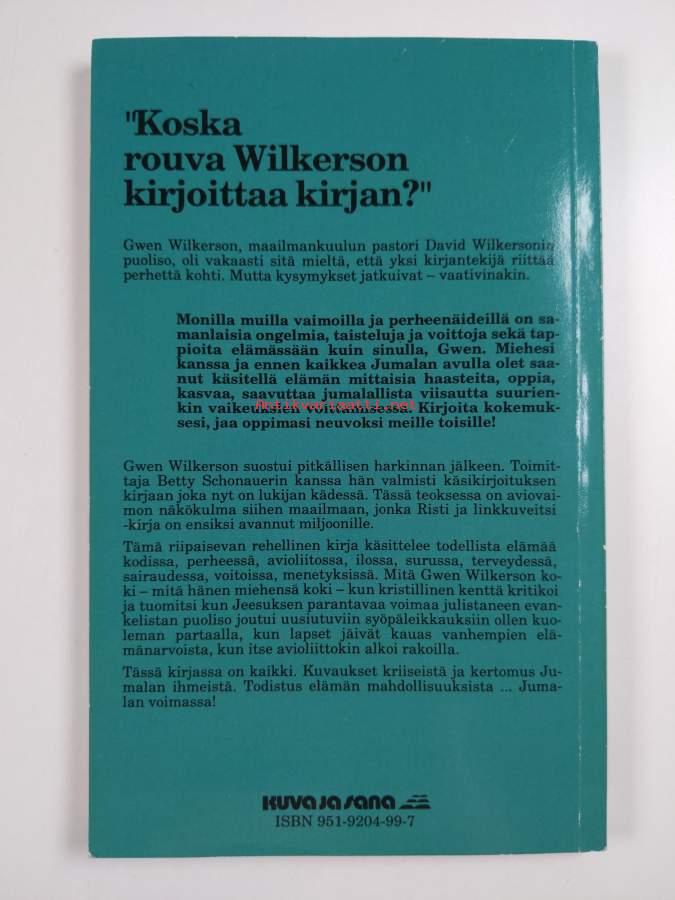 "Koska
rouva Wilkerson
kirjoittaa kirjan?"
Gwen Wilkerson, maailmankuulun pastori David Wilkersonin
puoliso, oli vakaasti sitä mieltä, että yksi kirjantekijä riittää
perhettä kohti. Mutta kysymykset jatkuivat – vaativinakin.
Monilla muilla vaimoilla ja perheenäideillä on sa-
manlaisia ongelmia, taisteluja ja voittoja sekä tap-
pioita elämässään kuin sinulla, Gwen. Miehesi
kanssa ja ennen kaikkea Jumalan avulla olet saa-
nut käsitellä elämän mittaisia haasteita, oppia,
kasvaa, saavuttaa jumalallista viisautta suurien-
Antikvariaatti.net
kin vaikeuksien voittamisessa. Kirjoita kokemuk-
sesi, jaa oppimasi neuvoksi meille toisille!
Gwen Wilkerson suostui pitkällisen harkinnan jälkeen. Toimit-
taja Betty Schonauerin kanssa hän valmisti käsikirjoituksen
kirjaan joka nyt on lukijan kädessä. Tässä teoksessa on aviovai-
mon näkökulma siihen maailmaan, jonka Risti ja linkkuveitsi
-kirja on ensiksi avannut miljoonille.
Tämä riipaisevan rehellinen kirja käsittelee todellista elämää
kodissa, perheessä, avioliitossa, ilossa, surussa, terveydessä,
sairaudessa, voitoissa, menetyksissä. Mitä Gwen Wilkerson ko-
ki – mitä hänen miehensä koki – kun kristillinen kenttä kritikoi
ja tuomitsi kun Jeesuksen parantavaa voimaa julistaneen evan-
kelistan puoliso joutui uusiutuviin syöpäleikkauksiin ollen kuo-
leman partaalla, kun lapset jäivät kauas vanhempien elä-
mänarvoista, kun itse avioliittokin alkoi rakoilla.
Tässä kirjassa on kaikki. Kuvaukset kriiseistä ja kertomus Ju-
malan ihmeistä. Todistus elämän mahdollisuuksista ... Juma-
lan voimassa!
kuva ja sana
ISBN 951-9204-99-7